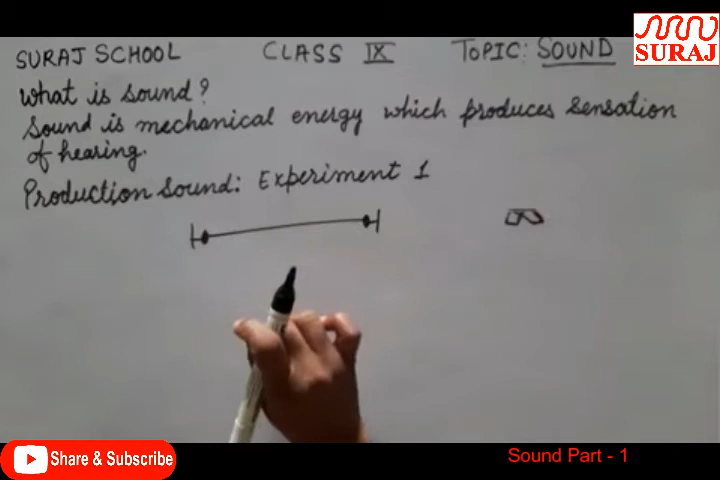 SURAJ SCHOOL CLASS IX TOPIC: SOUND
SURAJ
What is sound?
Sound is mechanical energy which produces sensation
of hearing.
Production Sound: Experiment 1
Share & Subscribe
Sound Part - 1